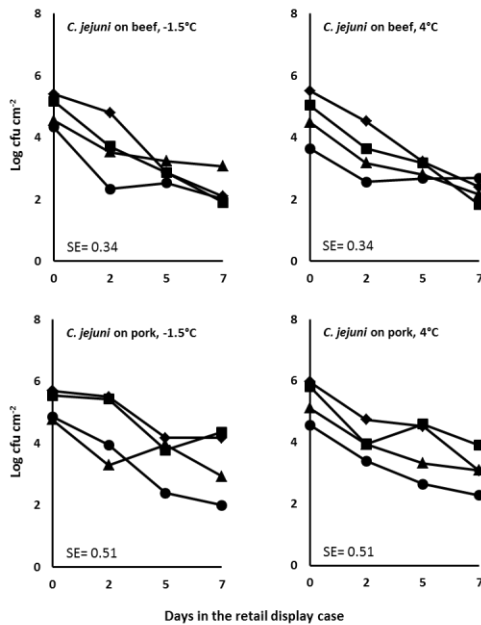 C. jejuni on beef, -1.5°C
8
6
4
2
0
Log cfu cm-2
SE = 0.34
0 2 5 7
C. jejuni on beef, 4°C
8
6
4
2
0
SE = 0.34
0 2 5 7
C. jejuni on pork, -1.5°C
8
6
4
2
0
Log cfu cm-2
SE= 0.51
0 2 5 7
C. jejuni on pork, 4°C
8
6
4
2
0
SE= 0.51
0 2 5 7
Days in the retail display case